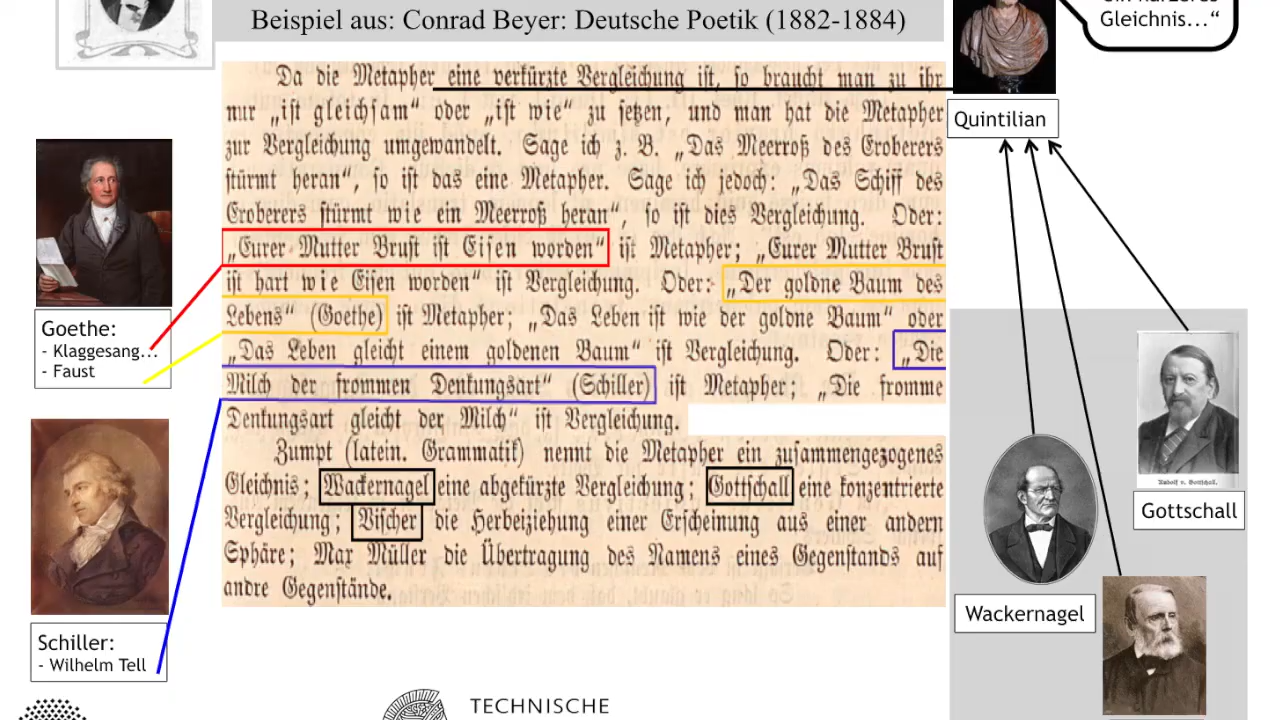 Beispiel aus: Conrad Beyer: Deutsche Poetik (1882-1884)
Gleichnis…“
Quintilian
Da die Metapher eine verkürzte Vergleichung ist, so braucht man zu ihr
nur „ist gleichsam“ oder „ist wie“ zu setzen, und man hat die Metapher
zur Vergleichung umgewandelt. Sage ich z. B. „Das Meerroß des Eroberers
stürmt heran“, so ist das eine Metapher. Sage ich jedoch: „Das Schiff des
Eroberers stürmt wie ein Meerroß heran“, so ist dies Vergleichung. Oder:
„Eurer Mutter Brust ist Eisen worden“ ist Metapher; „Eurer Mutter Brust
ist hart wie Eisen worden“ ist Vergleichung. Oder: „Der goldne Baum des
Lebens“ (Goethe) ist Metapher; „Das Leben ist wie der goldne Baum“ oder
„Das Leben gleicht einem goldenen Baum“ ist Vergleichung. Oder: „Die
Milch der frommen Denkungsart“ (Schiller) ist Metapher; „Die fromme
Denkungsart gleicht der Milch“ ist Vergleichung.
Zumpt (latein. Grammatik) nennt die Metapher ein zusammengezogenes
Gleichnis; Wackernagel eine abgekürzte Vergleichung; Gottschall eine konzentrierte
Vergleichung; Vischer die Herbeiziehung einer Erscheinung aus einer andern
Sphäre; Max Müller die Übertragung des Namens eines Gegenstands auf
andre Gegenstände.
Goethe:
- Klaggesang…
- Faust
Schiller:
- Wilhelm Tell
Rudolf v. Gottschall.
Gottschall
Wackernagel
TECHNISCHE